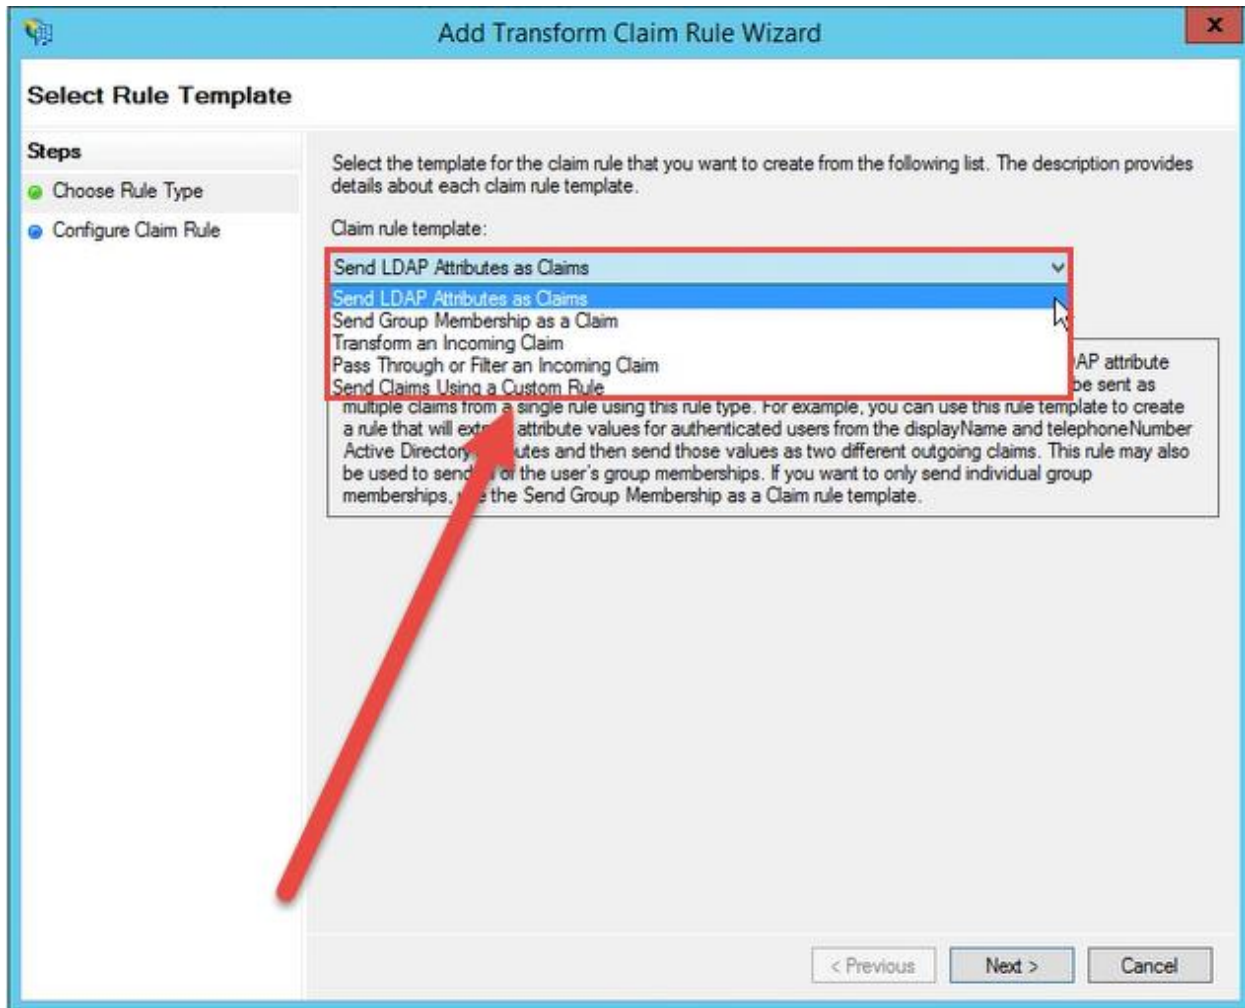 Add Transform Claim Rule Wizard
Select Rule Template
Steps
Choose Rule Type
Configure Claim Rule
Select the template for the claim rule that you want to create from the following list. The description provides
details about each claim rule template.
Claim rule template:
Send LDAP Attributes as Claims
Send LDAP Attributes as Claims
Send Group Membership as a Claim
Transform an Incoming Claim
Pass Through or Filter an Incoming Claim
Send Claims Using a Custom Rule
AP attribute
be sent as
multiple claims from a single rule using this rule type. For example, you can use this rule template to create
a rule that will attribute values for authenticated users from the displayName and telephoneNumber
Active Directory utes and then send those values as two different outgoing claims. This rule may also
be used to send of the user's group memberships. If you want to only send individual group
memberships, the Send Group Membership as a Claim rule template.
< Previous
Next >
Cancel